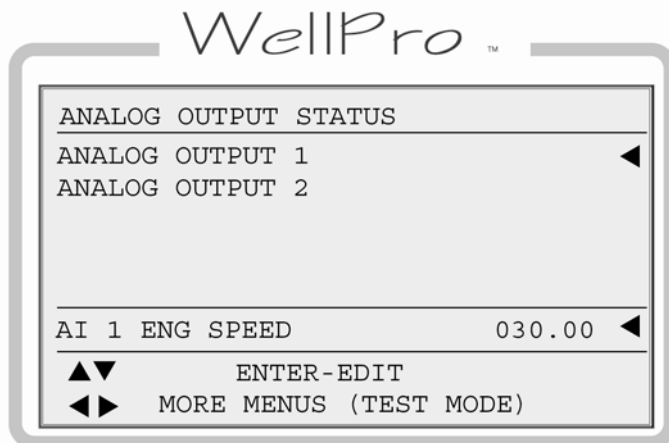 WellPro ™
ANALOG OUTPUT STATUS
ANALOG OUTPUT 1 ◀
ANALOG OUTPUT 2
AI 1 ENG SPEED 030.00 ◀
▲▼ ENTER-EDIT
◀▶ MORE MENUS (TEST MODE)